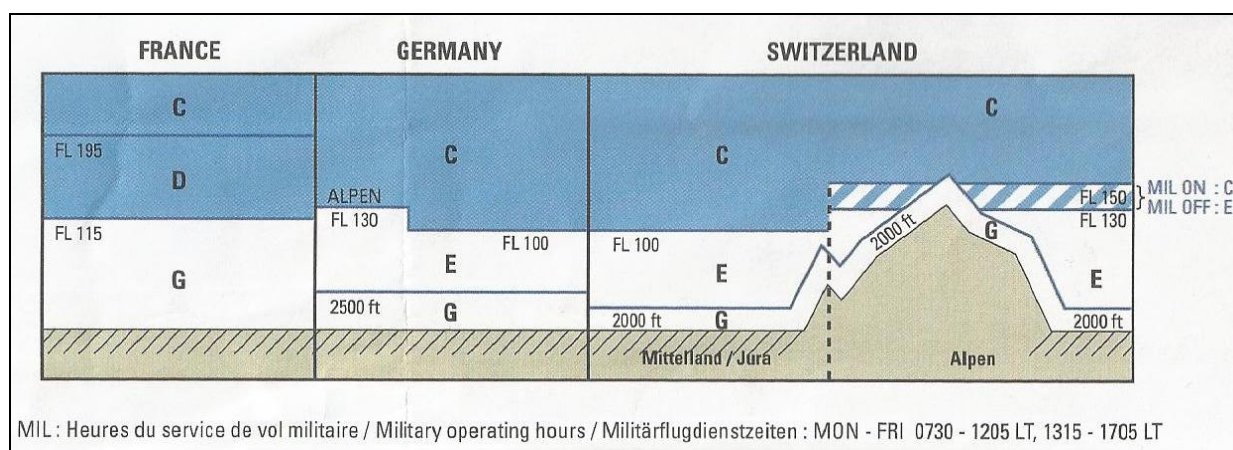 FRANCE
GERMANY
SWITZERLAND
C
FL 195
D
FL 115
G
C
ALPEN
FL 130
FL 100
E
2500 ft
G
C
C
FL 150
FL 130
MIL ON : C
MIL OFF : E
FL 100
2000 ft
G
E
E
2000 ft
G
2000 ft
Mittelland / Jura
Alpen
MIL : Heures du service de vol militaire / Military operating hours / Militärflugdienstzeiten : MON - FRI 0730 - 1205 LT, 1315 - 1705 LT